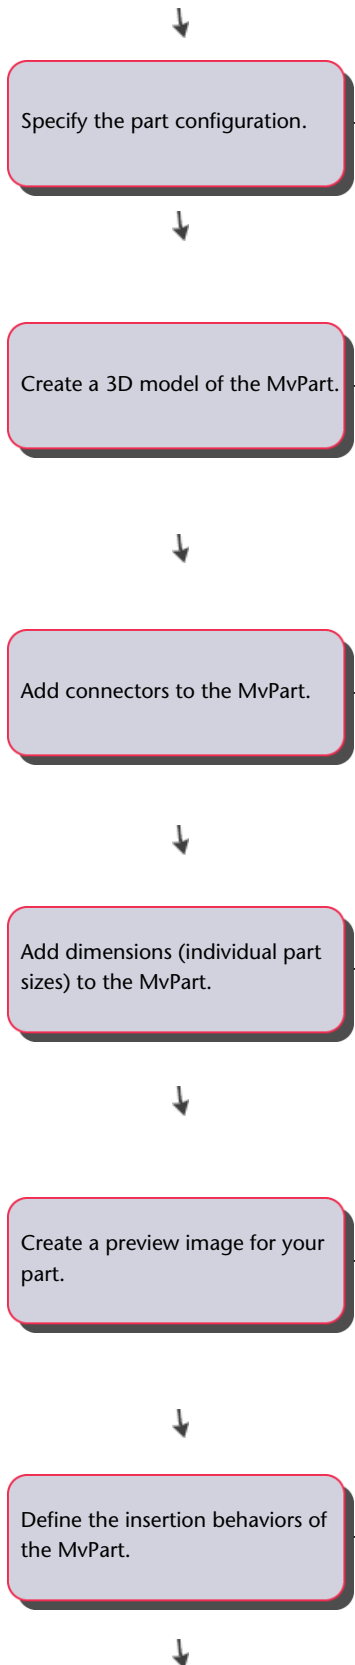 Specify the part configuration.
Create a 3D model of the MvPart.
Add connectors to the MvPart.
Add dimensions (individual part
sizes) to the MvPart.
Create a preview image for your
part.
Define the insertion behaviors of
the MvPart.